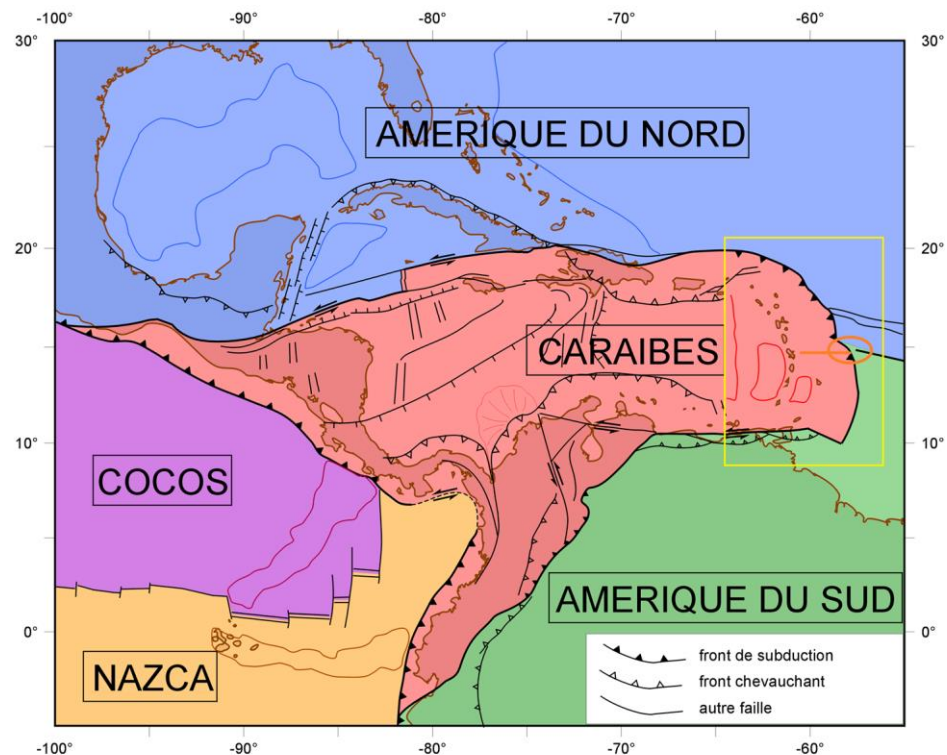 -100° -90° -80° -70° -60°
30° 30°
AMERIQUE DU NORD
20° 20°
CARAIBES
10° 10°
COCOS
AMERIQUE DU SUD
0° 0°
NAZCA
front de subduction
front chevauchant
autre faille
-100° -90° -80° -70° -60°